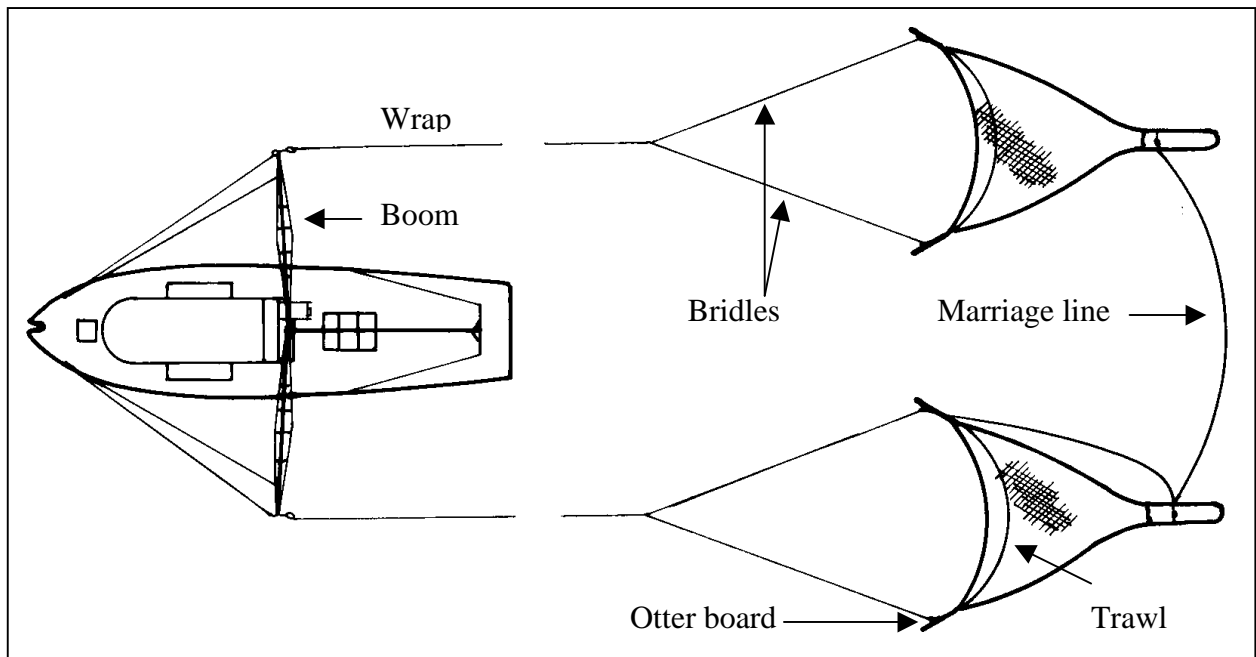 Wrap
Boom
Bridles
Marriage line
Otter board
Trawl